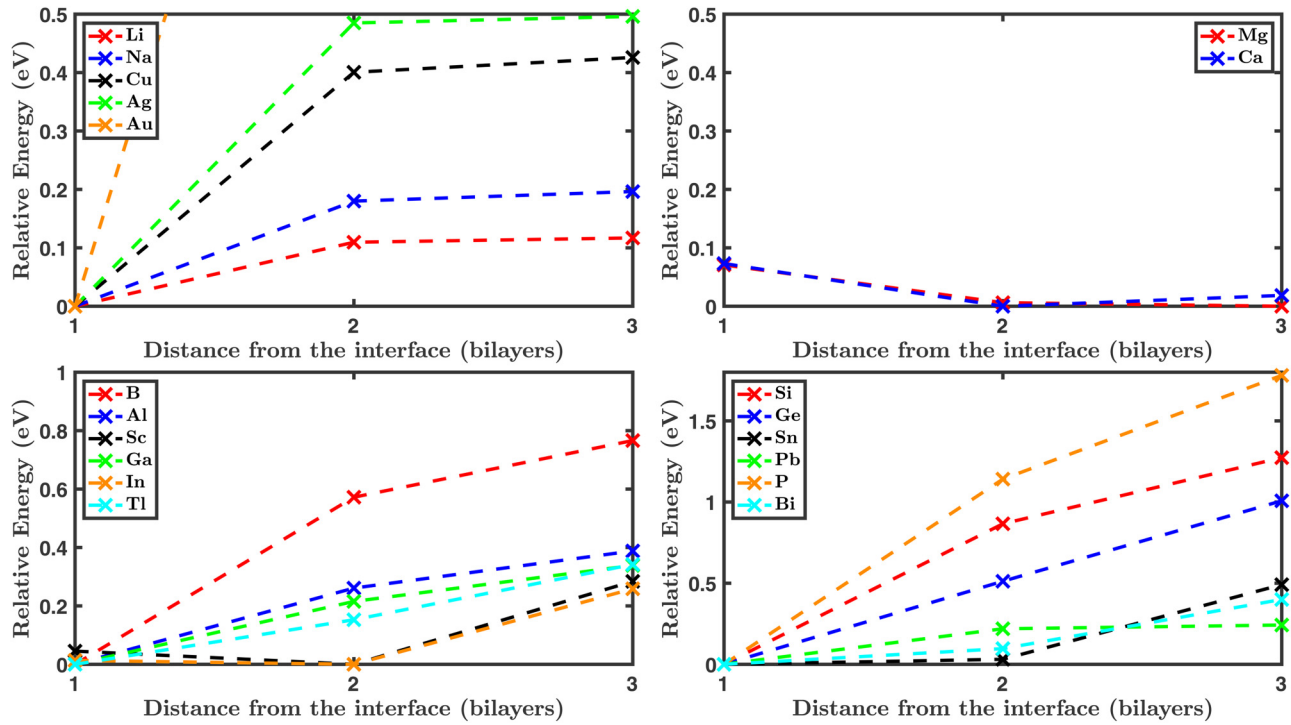 0.5
0.4
0.3
0.2
0.1
0
Relative Energy (eV)
Li
Na
Cu
Ag
Au
1
2
3
Distance from the interface (bilayers)
0.5
0.4
0.3
0.2
0.1
0
Relative Energy (eV)
Mg
Ca
1
2
3
Distance from the interface (bilayers)
1
0.8
0.6
0.4
0.2
0
Relative Energy (eV)
B
Al
Sc
Ga
In
Tl
1
2
3
Distance from the interface (bilayers)
1.5
1
0.5
0
Relative Energy (eV)
Si
Ge
Sn
Pb
P
Bi
1
2
3
Distance from the interface (bilayers)